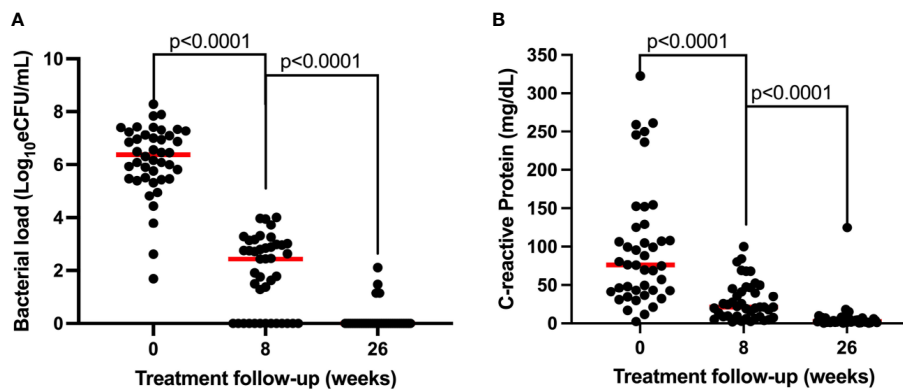 A
p<0.0001
p<0.0001
Bacterial load (Log₁₀eCFU/mL)
10
8
6
4
2
0
0 8 26
Treatment follow-up (weeks)
B
p<0.0001
p<0.0001
C-reactive Protein (mg/dL)
350
300
250
200
150
100
50
0
0 8 26
Treatment follow-up (weeks)